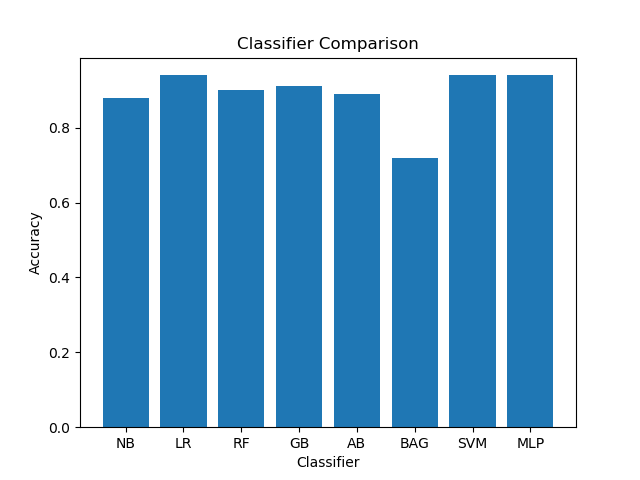 Classifier Comparison
Accuracy
0.8
0.6
0.4
0.2
0.0
NB LR RF GB AB BAG SVM MLP
Classifier